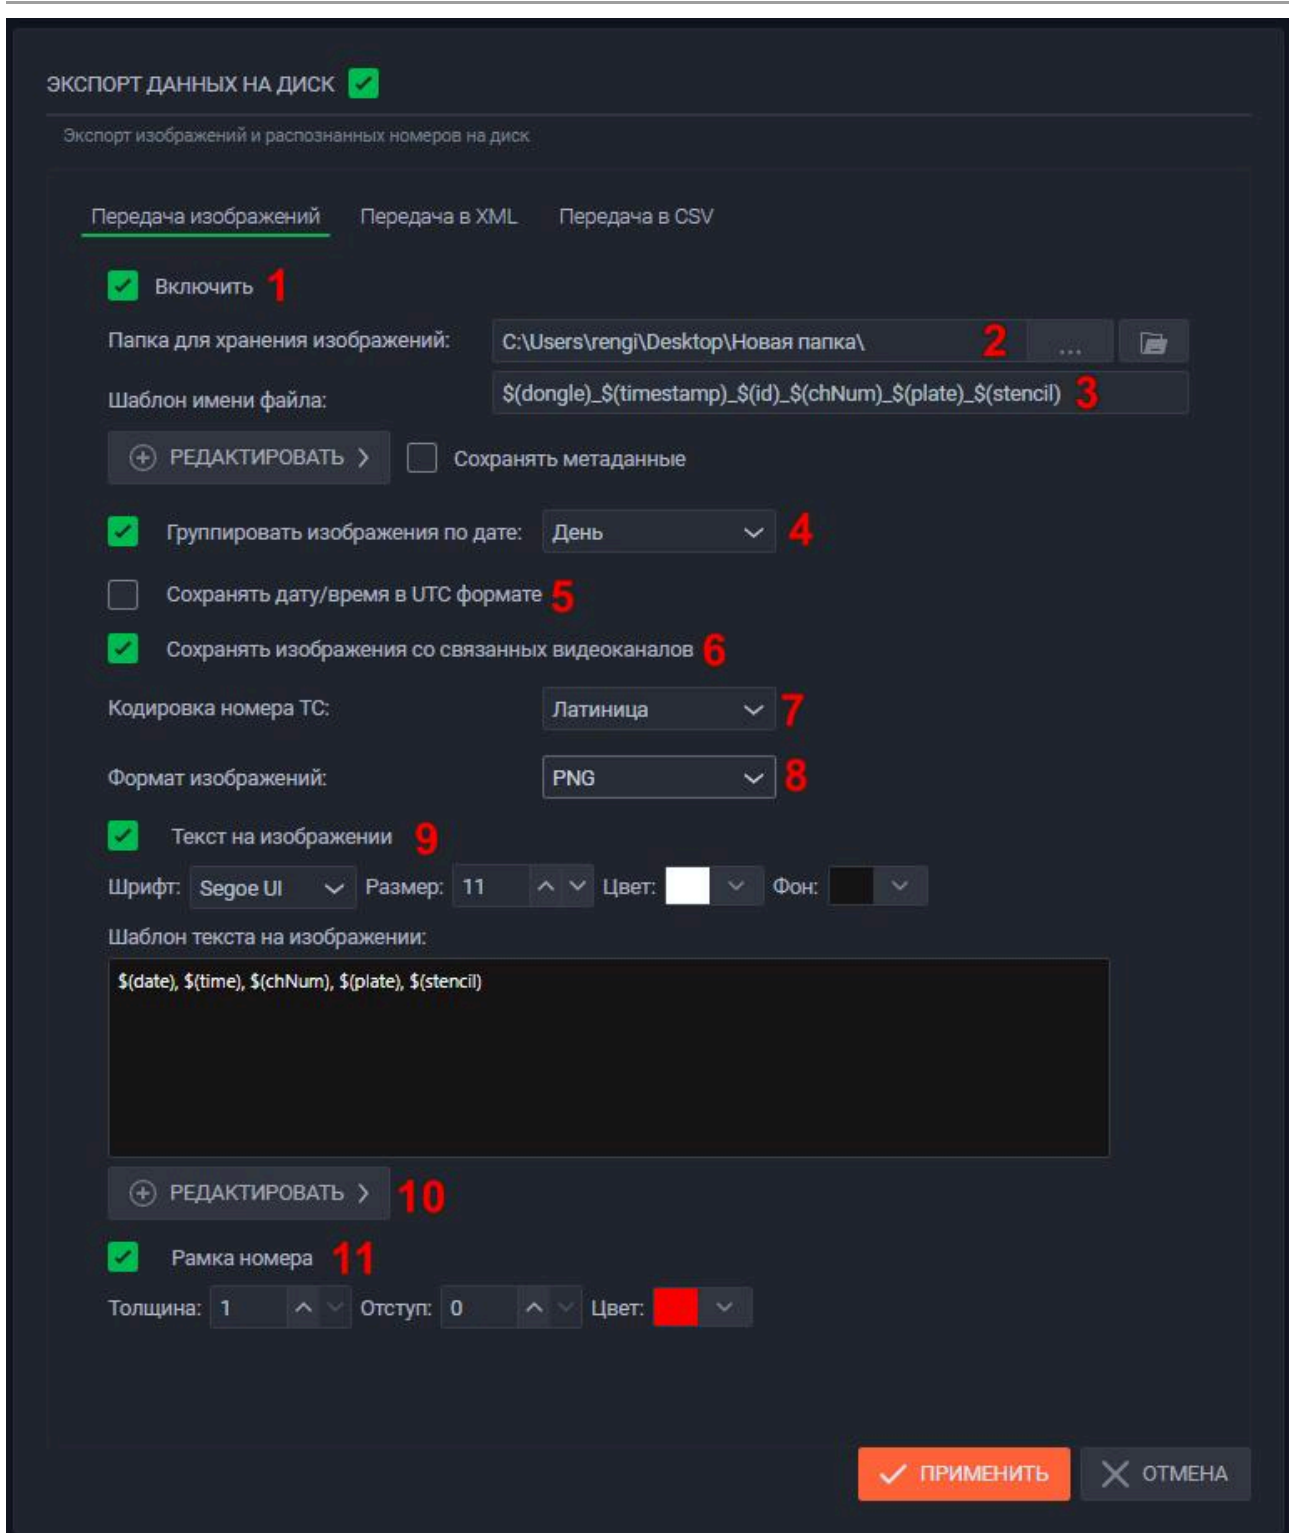 ЭКСПОРТ ДАННЫХ НА ДИСК
Экспорт изображений и распознанных номеров на диск
Передача изображений Передача в XML Передача в CSV
Включить 1
Папка для хранения изображений: C:\Users\rengi\Desktop\Новая папка\ 2 ...
Шаблон имени файла: $(dongle)_$(timestamp)_$(id)_$(chNum)_$(plate)_$(stencil) 3
РЕДАКТИРОВАТЬ Сохранять метаданные
Группировать изображения по дате: День 4
Сохранять дату/время в UTC формате 5
Сохранять изображения со связанных видеоканалов 6
Кодировка номера ТС: Латиница 7
Формат изображений: PNG 8
Текст на изображении 9
Шрифт: Segoe UI Размер: 11 Цвет: Фон:
Шаблон текста на изображении:
$(date), $(time), $(chNum), $(plate), $(stencil)
РЕДАКТИРОВАТЬ 10
Рамка номера 11
Толщина: 1 Отступ: 0 Цвет:
ПРИМЕНИТЬ ОТМЕНА